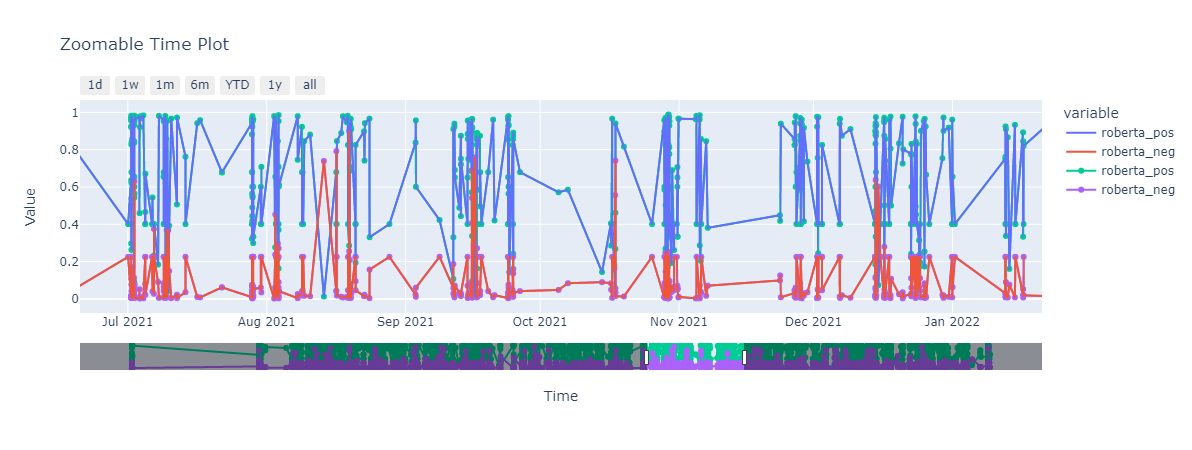 Zoomable Time Plot
1d 1w 1m 6m YTD 1y all
variable
roberta_pos
roberta_neg
roberta_pos
roberta_neg
Value
1
0.8
0.6
0.4
0.2
0
Jul 2021 Aug 2021 Sep 2021 Oct 2021 Nov 2021 Dec 2021 Jan 2022
Time